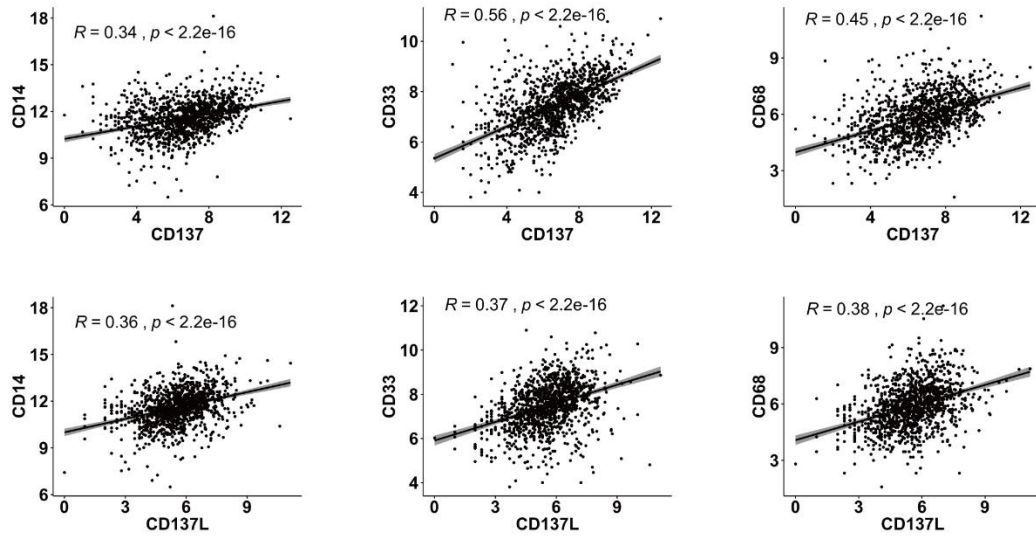 R = 0.34 , p < 2.2e-16
CD14
18
15
12
9
6
0 4 8 12
CD137
R = 0.56 , p < 2.2e-16
CD33
10
8
6
4
0 4 8 12
CD137
R = 0.45 , p < 2.2e-16
CD68
9
6
3
0 4 8 12
CD137
R = 0.36 , p < 2.2e-16
CD14
18
15
12
9
6
0 3 6 9
CD137L
R = 0.37 , p < 2.2e-16
CD33
12
10
8
6
4
0 3 6 9
CD137L
R = 0.38 , p < 2.2e-16
CD68
9
6
3
0 3 6 9
CD137L